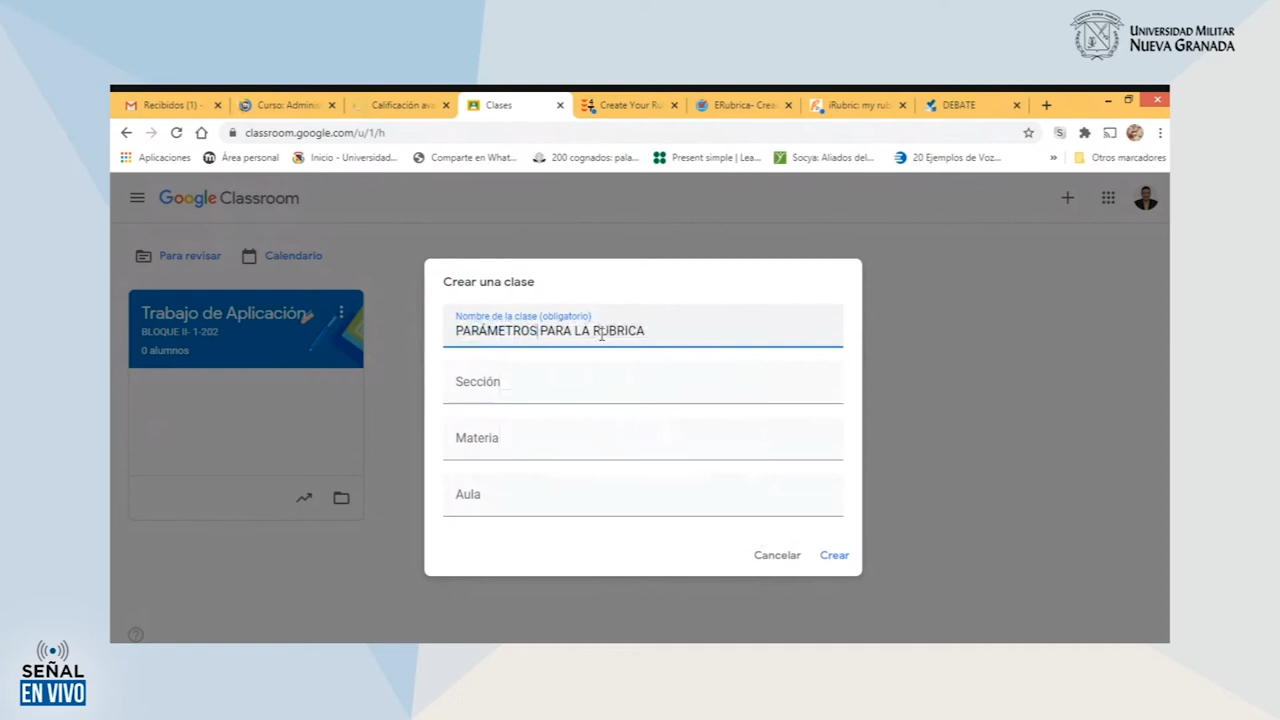 UNIVERSIDAD MILITAR
NUEVA GRANADA
Recibidos (1) -
Curso: Adminis
Calificación ava
Clases
Create Your Ru
ERubrica- Crea
iRubric: my rub
DEBATE
classroom.google.com/u/1/h
Aplicaciones
Área personal
Inicio - Universidad...
Comparte en What...
200 cognados: pala...
Present simple | Lea...
Socya: Aliados del...
20 Ejemplos de Voz...
»
Otros marcadores
Google Classroom
Para revisar
Calendario
Trabajo de Aplicación
BLOQUE II- 1-202
0 alumnos
Crear una clase
Nombre de la clase (obligatorio)
PARÁMETROS PARA LA RUBRICA
Sección
Materia
Aula
Cancelar
Crear
SEÑAL
EN VIVO